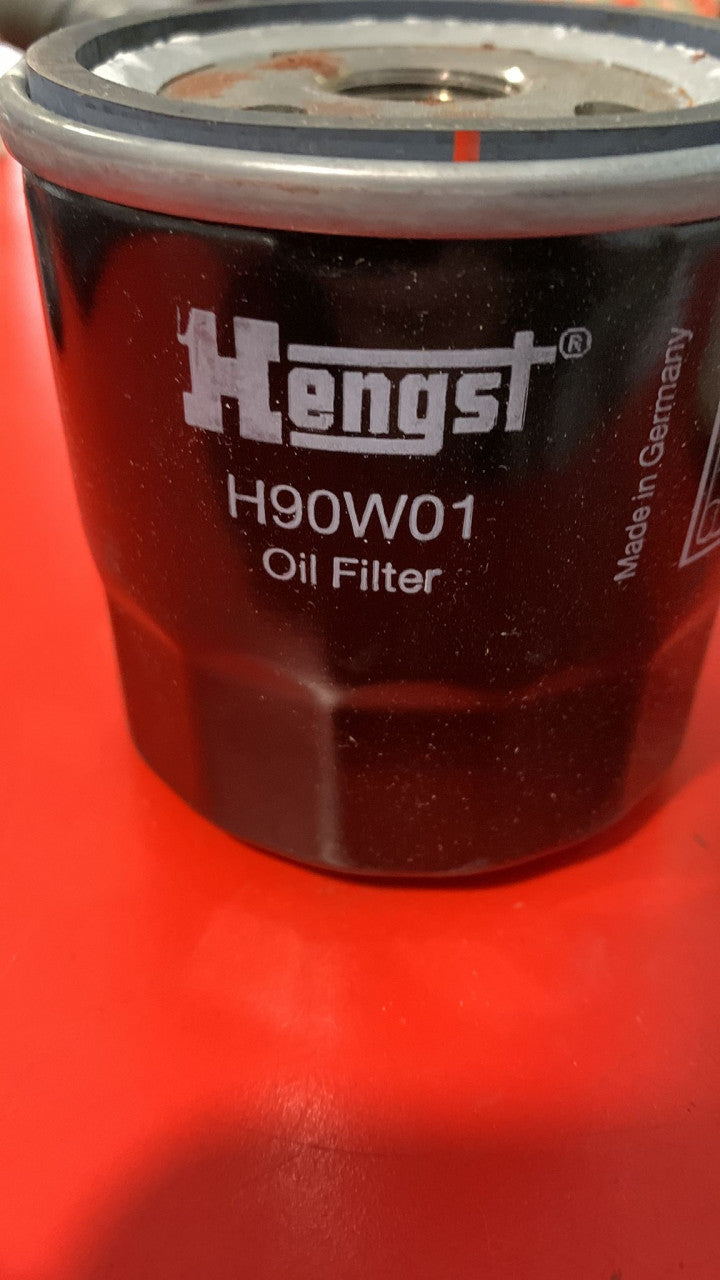 Hengst®
H90W01
Oil Filter
Made in Germany